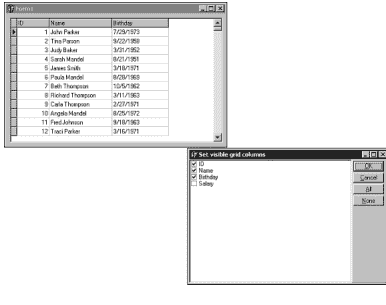 Forms
ID Name Birthday
1 John Parker 7/29/1973
2 Tina Parson 9/22/1958
3 Judy Baker 3/31/1952
4 Sarah Mandel 8/21/1951
5 James Smith 3/18/1971
6 Paula Mandel 8/28/1969
7 Beth Thompson 10/5/1962
8 Richard Thompson 3/11/1963
9 Carla Thompson 2/27/1971
10 Angela Mandel 8/25/1972
11 Fred Johnson 9/18/1963
12 Traci Parker 3/16/1971
Set visible grid columns
ID
Name
Birthday
Salary
OK
Cancel
All
None